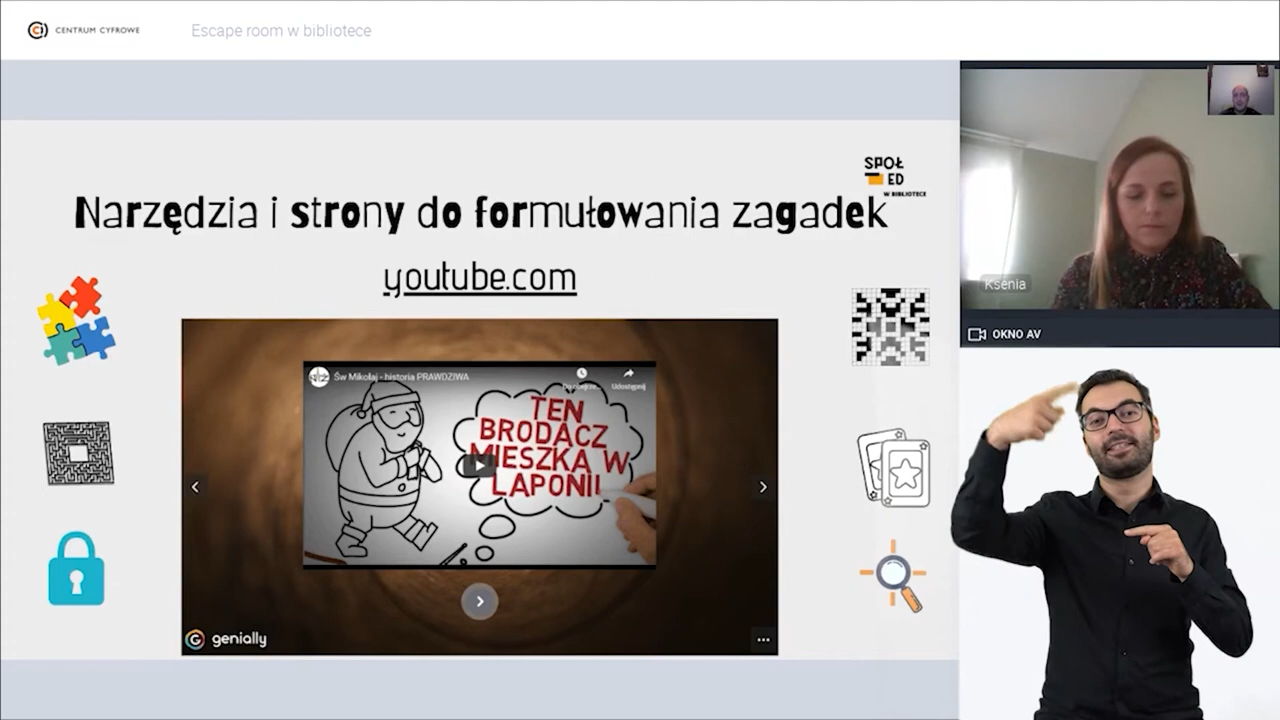 CENTRUM CYFROWE
Escape room w bibliotece
SPOŁ
ED
W BIBLIOTECE
Narzędzia i strony do formułowania zagadek
youtube.com
Św Mikołaj - historia PRAWDZIWA
Udostępnij
TEN
BRODACZ
MIESZKA W
LAPONII
genially
Ksenia
OKNO AV